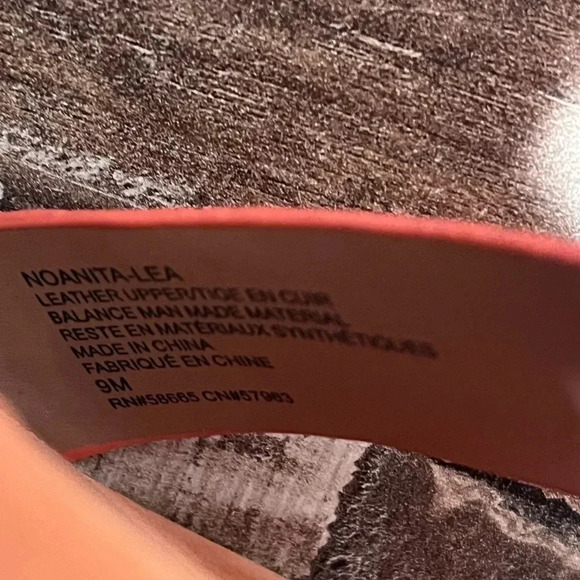 NOANITA-LEA
LEATHER UPPER/TIGE EN CUIR
BALANCE MAN MADE MATERIAL
RESTE EN MATÉRIAUX SYNTHÉTIQUES
MADE IN CHINA
FABRIQUÉ EN CHINE
9M
RN#58665 CN#57963